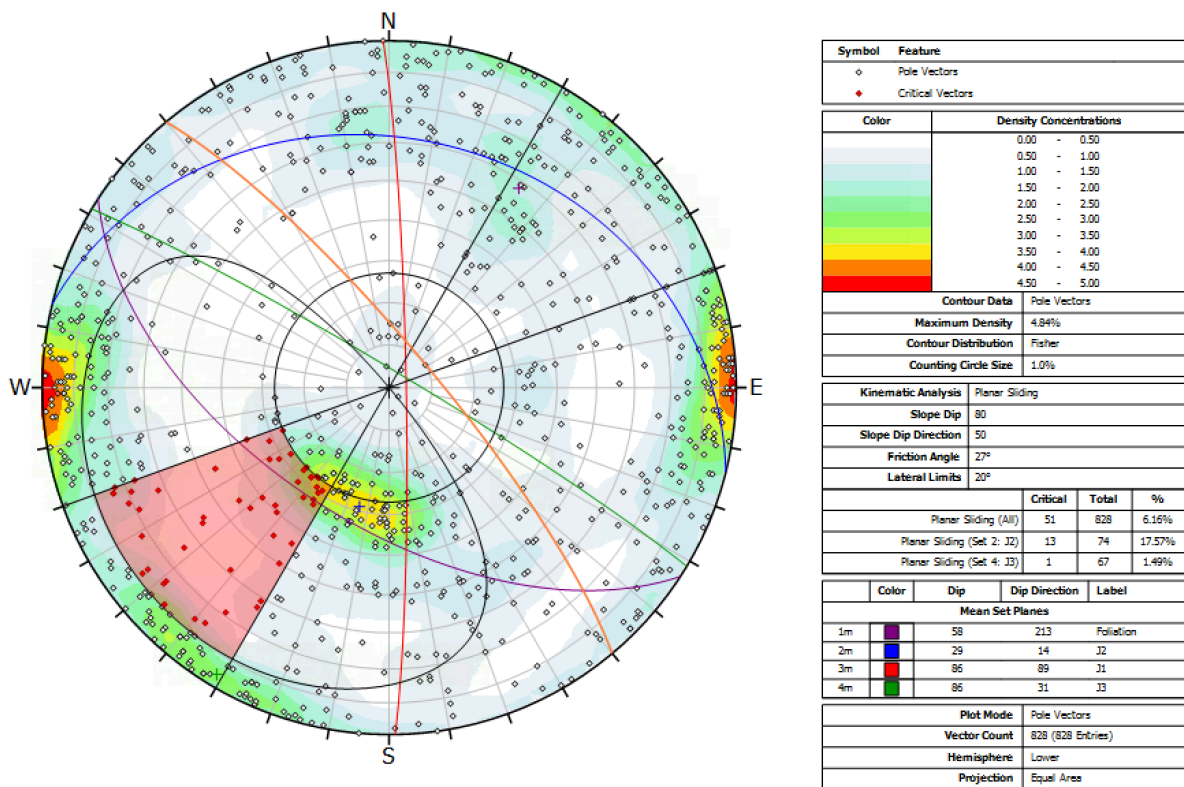 N
W
E
S
Symbol Feature
Pole Vectors
Critical Vectors
Color Density Concentrations
0.00 - 0.50
0.50 - 1.00
1.00 - 1.50
1.50 - 2.00
2.00 - 2.50
2.50 - 3.00
3.00 - 3.50
3.50 - 4.00
4.00 - 4.50
4.50 - 5.00
Contour Data Pole Vectors
Maximum Density 4.84%
Contour Distribution Fisher
Counting Circle Size 1.0%
Kinematic Analysis Planar Sliding
Slope Dip 80
Slope Dip Direction 50
Friction Angle 27°
Lateral Limits 20°
Critical Total %
Planar Sliding (All) 51 828 6.16%
Planar Sliding (Set 2: J2) 13 74 17.57%
Planar Sliding (Set 4: J3) 1 67 1.49%
Color Dip Dip Direction Label
Mean Set Planes
1m 58 213 Foliation
2m 29 14 J2
3m 86 89 J1
4m 86 31 J3
Plot Mode Pole Vectors
Vector Count 828 (828 Entries)
Hemisphere Lower
Projection Equal Area